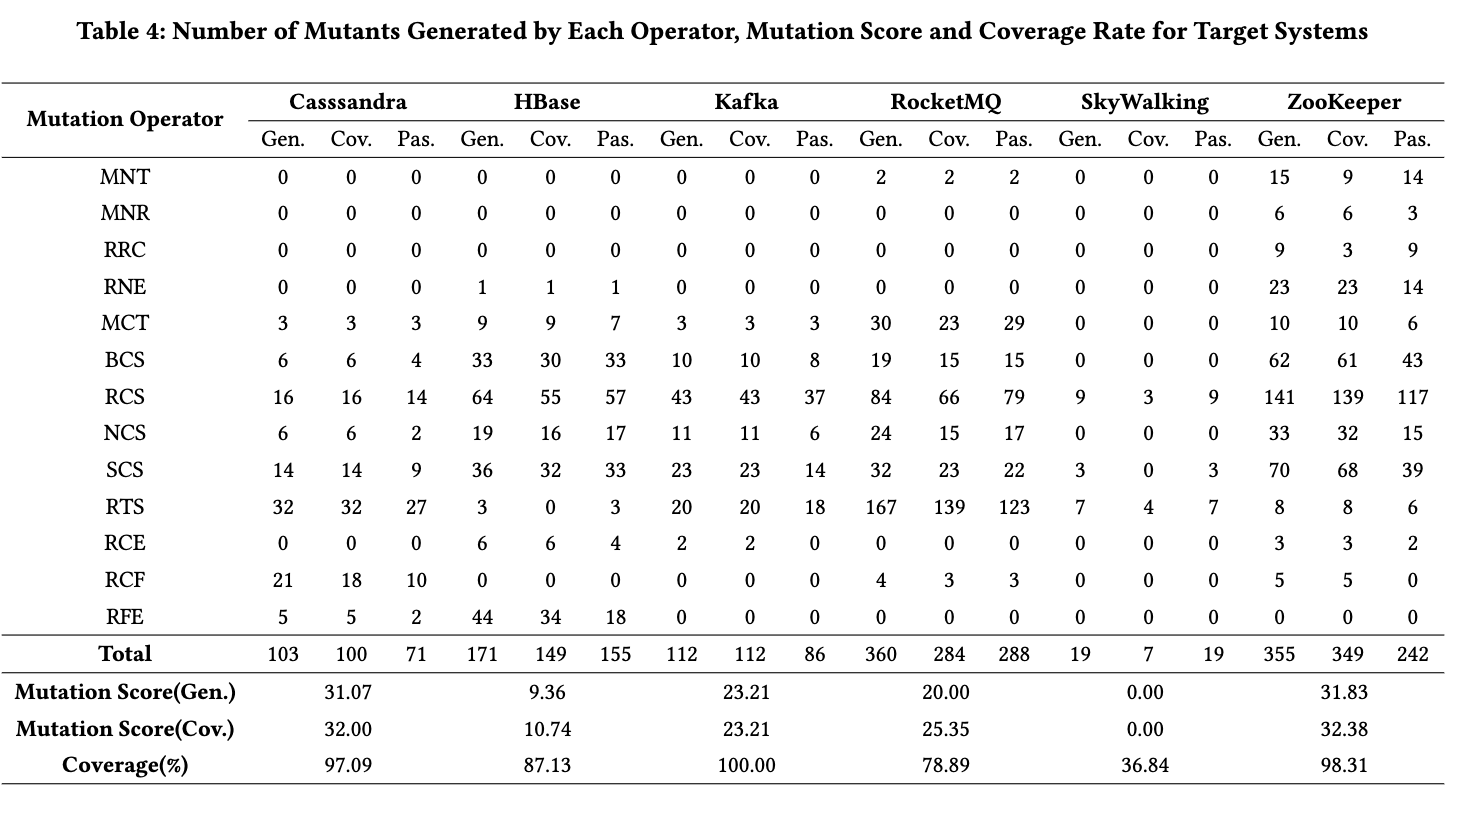 Table 4: Number of Mutants Generated by Each Operator, Mutation Score and Coverage Rate for Target Systems
Mutation Operator Casssandra HBase Kafka RocketMQ SkyWalking ZooKeeper
Gen. Cov. Pas. Gen. Cov. Pas. Gen. Cov. Pas. Gen. Cov. Pas. Gen. Cov. Pas. Gen. Cov. Pas.
MNT 0 0 0 0 0 0 0 0 0 2 2 2 0 0 0 15 9 14
MNR 0 0 0 0 0 0 0 0 0 0 0 0 0 0 0 6 6 3
RRC 0 0 0 0 0 0 0 0 0 0 0 0 0 0 0 9 3 9
RNE 0 0 0 1 1 1 0 0 0 0 0 0 0 0 0 23 23 14
MCT 3 3 3 9 9 7 3 3 3 30 23 29 0 0 0 10 10 6
BCS 6 6 4 33 30 33 10 10 8 19 15 15 0 0 0 62 61 43
RCS 16 16 14 64 55 57 43 43 37 84 66 79 9 3 9 141 139 117
NCS 6 6 2 19 16 17 11 11 6 24 15 17 0 0 0 33 32 15
SCS 14 14 9 36 32 33 23 23 14 32 23 22 3 0 3 70 68 39
RTS 32 32 27 3 0 3 20 20 18 167 139 123 7 4 7 8 8 6
RCE 0 0 0 6 6 4 2 2 0 0 0 0 0 0 0 3 3 2
RCF 21 18 10 0 0 0 0 0 0 4 3 3 0 0 0 5 5 0
RFE 5 5 2 44 34 18 0 0 0 0 0 0 0 0 0 0 0 0
Total 103 100 71 171 149 155 112 112 86 360 284 288 19 7 19 355 349 242
Mutation Score(Gen.) 31.07 9.36 23.21 20.00 0.00 31.83
Mutation Score(Cov.) 32.00 10.74 23.21 25.35 0.00 32.38
Coverage(%) 97.09 87.13 100.00 78.89 36.84 98.31